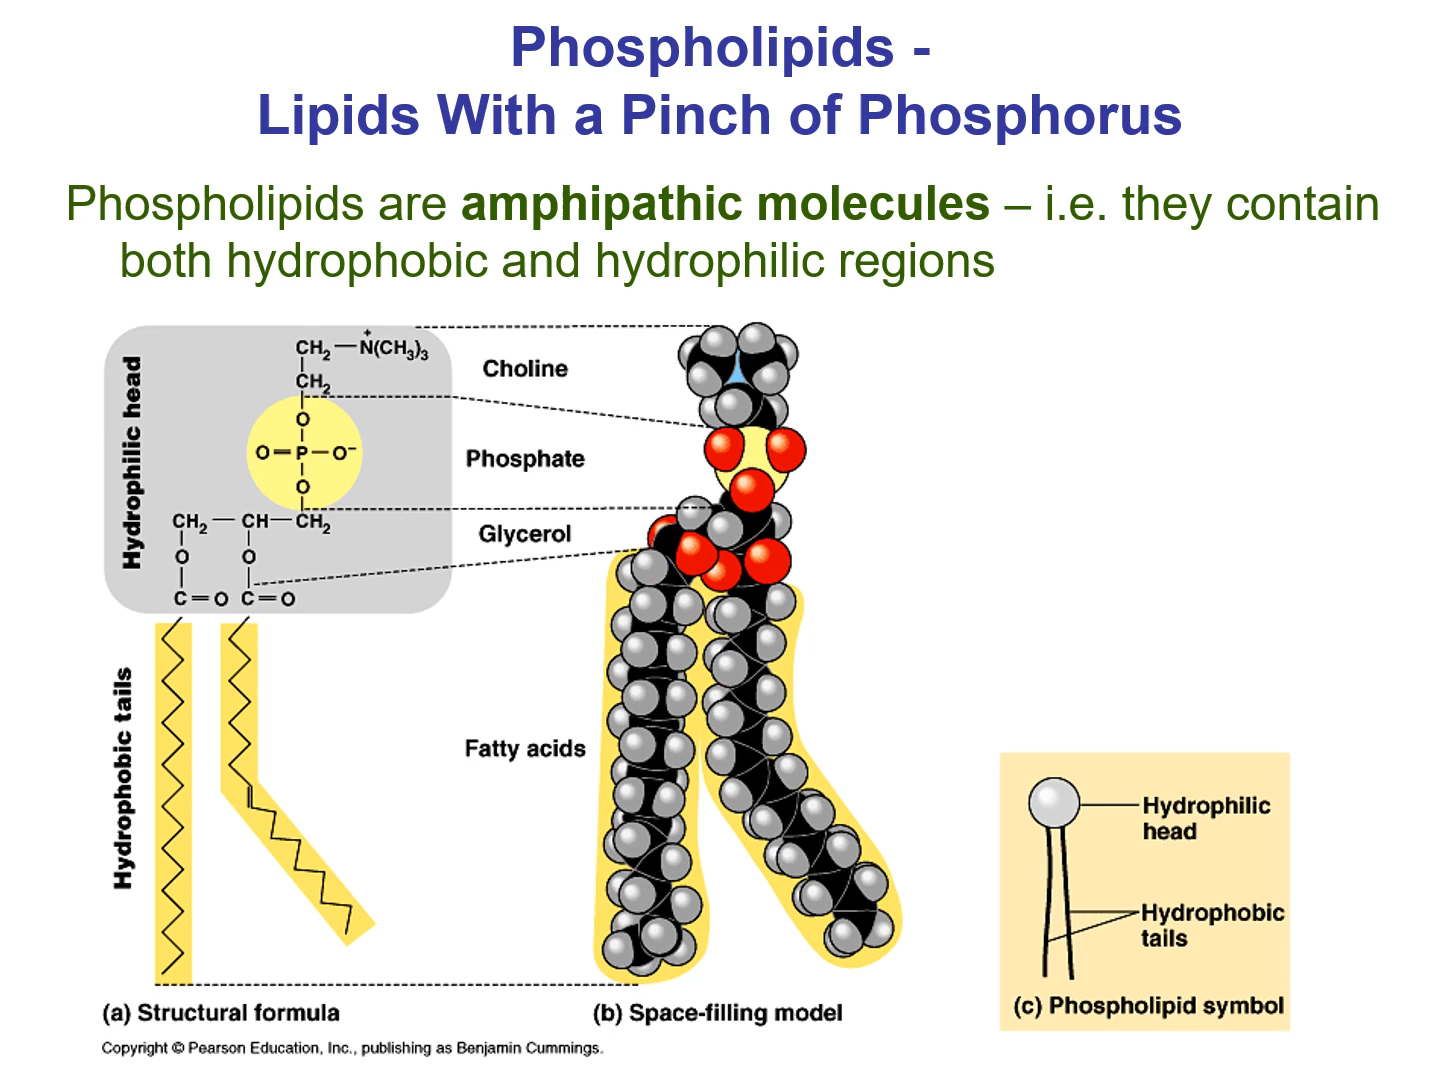 Phospholipids -
Lipids With a Pinch of Phosphorus
Phospholipids are amphipathic molecules – i.e. they contain
both hydrophobic and hydrophilic regions
Hydrophilic head
CH2 — N+(CH3)3
CH2
O
O=P—O−
O
CH2 — CH — CH2
O O
C=O C=O
Choline
Phosphate
Glycerol
Hydrophobic tails
Fatty acids
Hydrophilic
head
Hydrophobic
tails
(a) Structural formula
(b) Space-filling model
(c) Phospholipid symbol
Copyright © Pearson Education, Inc., publishing as Benjamin Cummings.